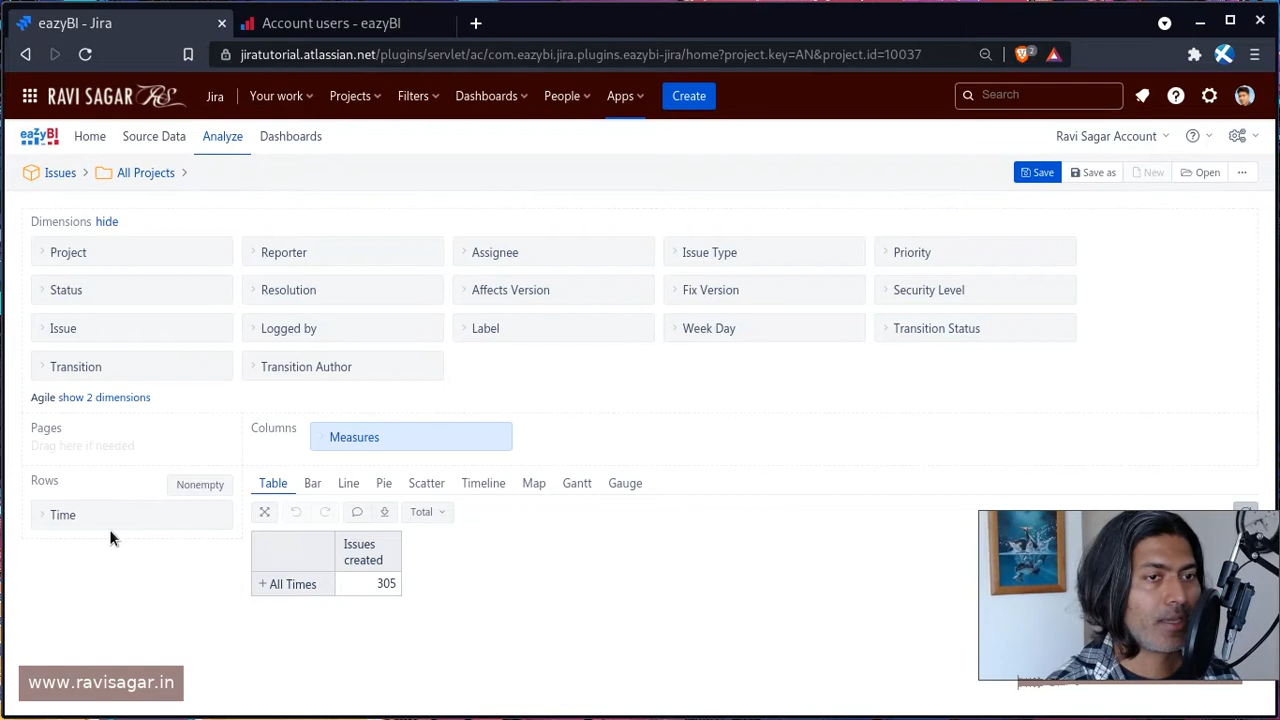 eazyBI - Jira
Account users - eazyBI
jiratutorial.atlassian.net/plugins/servlet/ac/com.eazybi.jira.plugins.eazybi-jira/home?project.key=AN&project.id=10037
2
RAVI SAGAR RS
Jira
Your work
Projects
Filters
Dashboards
People
Apps
Create
Search
eazyBI
Home
Source Data
Analyze
Dashboards
Ravi Sagar Account
Issues
All Projects
Save
Save as
New
Open
Dimensions hide
Project
Reporter
Assignee
Issue Type
Priority
Status
Resolution
Affects Version
Fix Version
Security Level
Issue
Logged by
Label
Week Day
Transition Status
Transition
Transition Author
Agile show 2 dimensions
Pages
Drag here if needed
Columns
Measures
Rows
Nonempty
Time
Table
Bar
Line
Pie
Scatter
Timeline
Map
Gantt
Gauge
Total
Issues
created
+ All Times
305
www.ravisagar.in